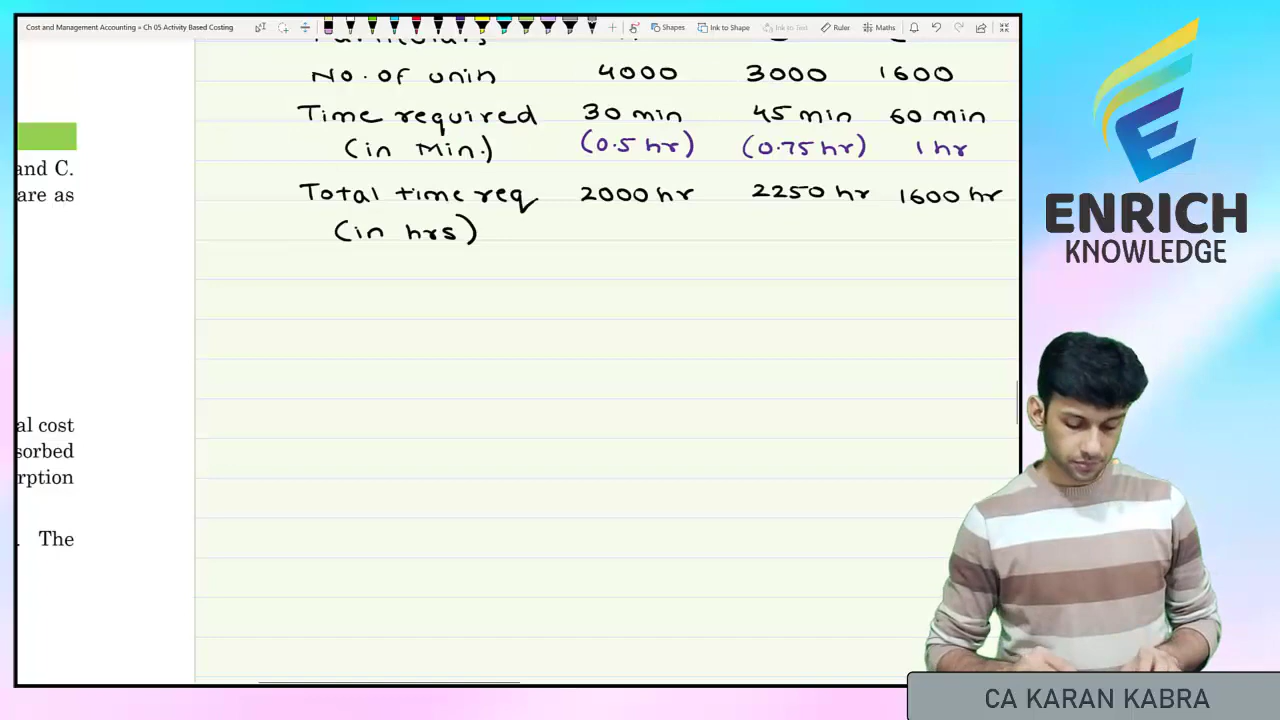 Cost and Management Accounting » Ch 05 Activity Based Costing
Shapes Ink to Shape Ink to Text Ruler Maths
Particulars
No. of unin 4000 3000 1600
Time required 30 min 45 min 60 min
(in Min.) (0.5 hr) (0.75 hr) 1 hr
Total time req 2000 hr 2250 hr 1600 hr
(in hrs)
and C.
are as
al cost
sorbed
rption
. The
ENRICH
KNOWLEDGE
CA KARAN KABRA